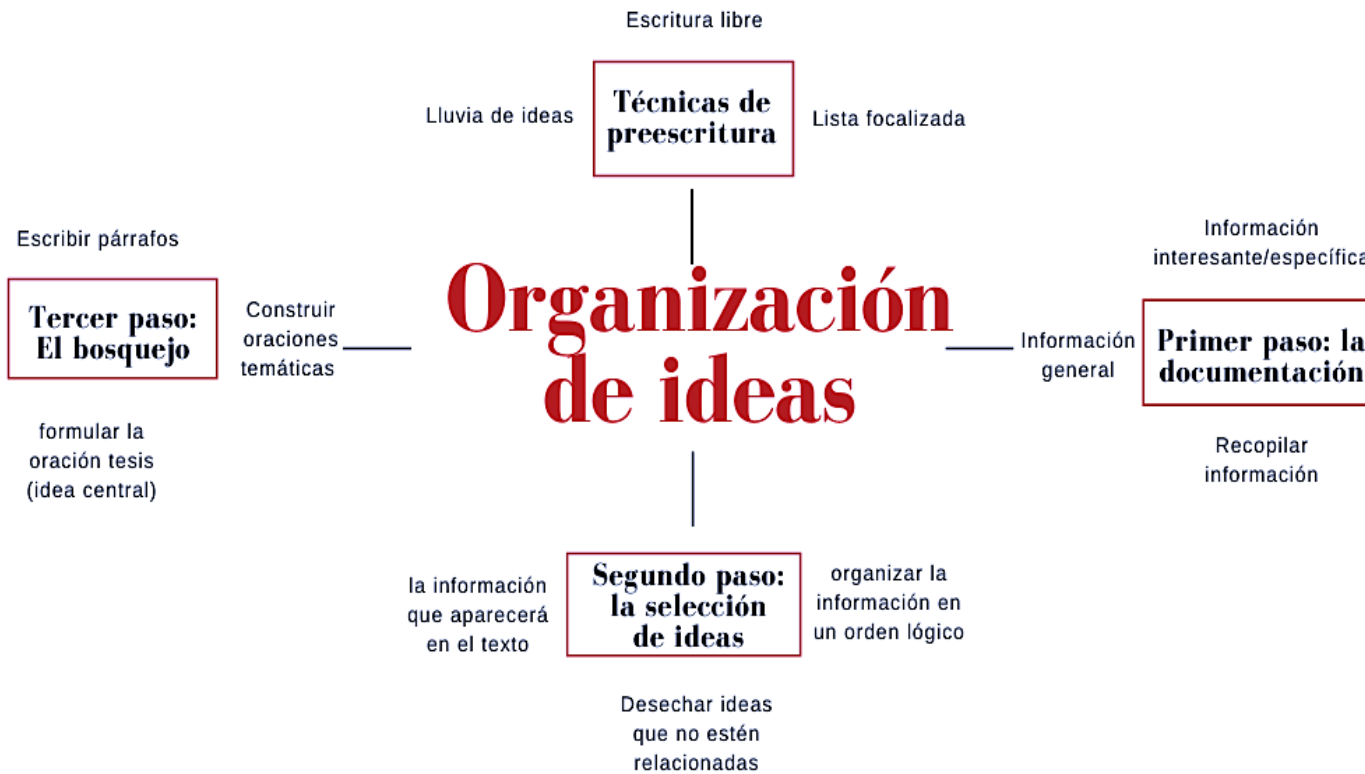 Escritura libre
Lluvia de ideas
Técnicas de
preescritura
Lista focalizada
Escribir párrafos
Tercer paso:
El bosquejo
Construir
oraciones
temáticas
formular la
oración tesis
(idea central)
Organización
de ideas
Información
interesante/específica
Información
general
Primer paso: la
documentación
Recopilar
información
la información
que aparecerá
en el texto
Segundo paso:
la selección
de ideas
organizar la
información en
un orden lógico
Desechar ideas
que no estén
relacionadas